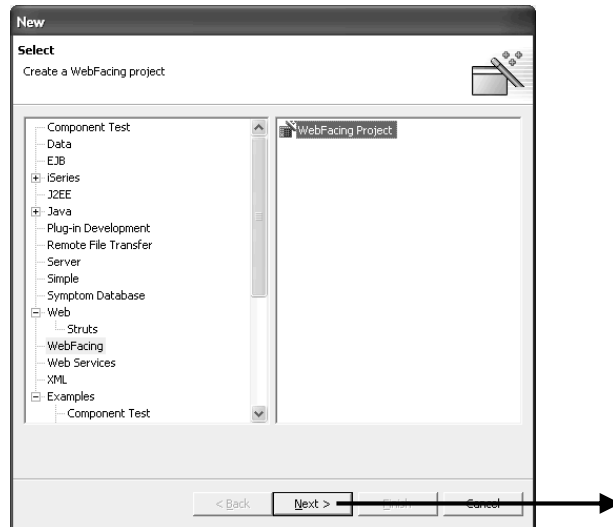 New
Select
Create a WebFacing project
Component Test
Data
EJB
iSeries
J2EE
Java
Plug-in Development
Remote File Transfer
Server
Simple
Symptom Database
Web
Struts
WebFacing
Web Services
XML
Examples
Component Test
WebFacing Project
< Back
Next >
Finish
Cancel